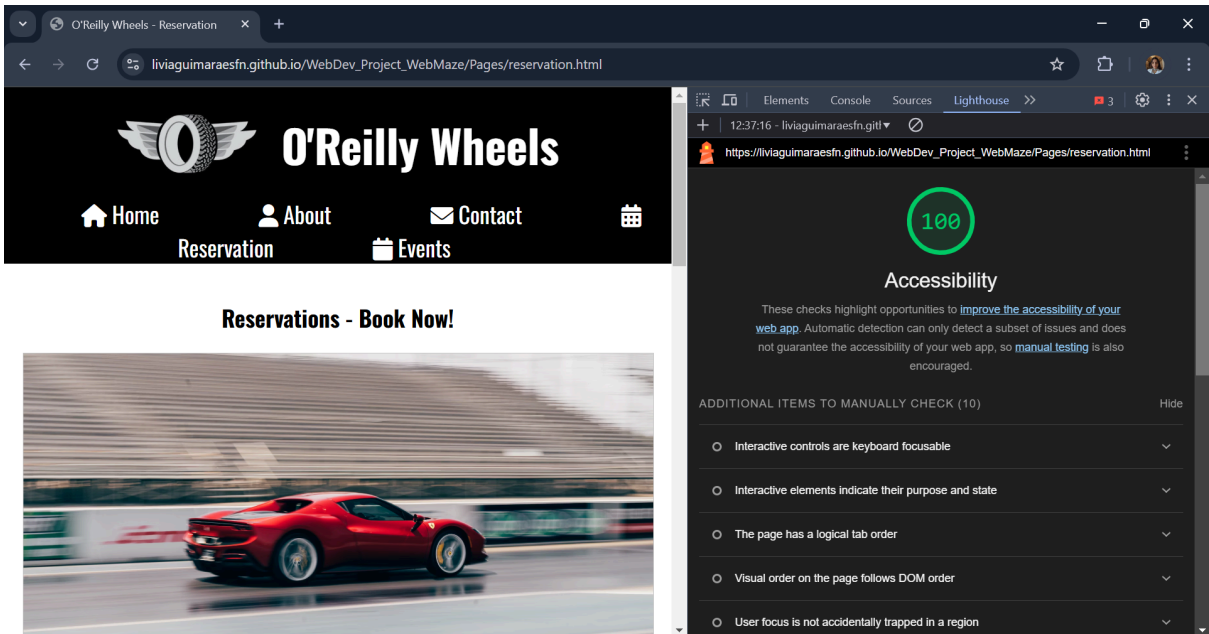 O'Reilly Wheels - Reservation
liviaguimaraesfn.github.io/WebDev_Project_WebMaze/Pages/reservation.html
O'Reilly Wheels
Home About Contact
Reservation Events
Reservations - Book Now!
Elements Console Sources Lighthouse 3
12:37:16 - liviaguimaraesfn.gitl
https://liviaguimaraesfn.github.io/WebDev_Project_WebMaze/Pages/reservation.html
100
Accessibility
These checks highlight opportunities to improve the accessibility of your
web app. Automatic detection can only detect a subset of issues and does
not guarantee the accessibility of your web app, so manual testing is also
encouraged.
ADDITIONAL ITEMS TO MANUALLY CHECK (10) Hide
Interactive controls are keyboard focusable
Interactive elements indicate their purpose and state
The page has a logical tab order
Visual order on the page follows DOM order
User focus is not accidentally trapped in a region